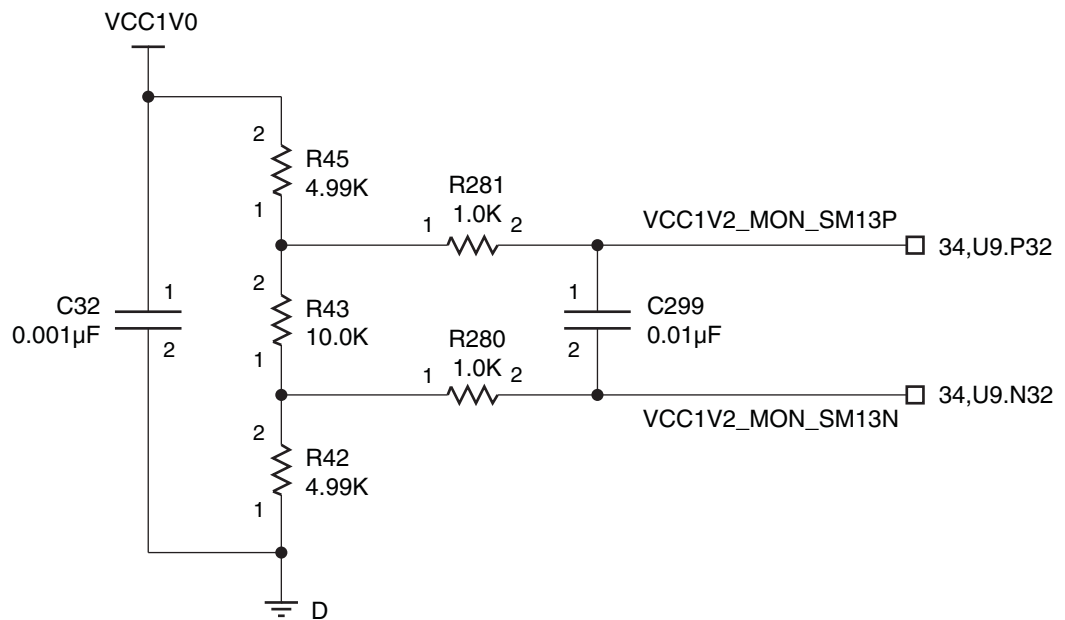 VCC1V0
2
R45
4.99K
1
R281
1.0K
1
2
VCC1V2_MON_SM13P
34,U9.P32
2
R43
10.0K
1
C32
0.001µF
1
2
1
C299
0.01µF
2
R280
1.0K
1
2
34,U9.N32
VCC1V2_MON_SM13N
2
R42
4.99K
1
D